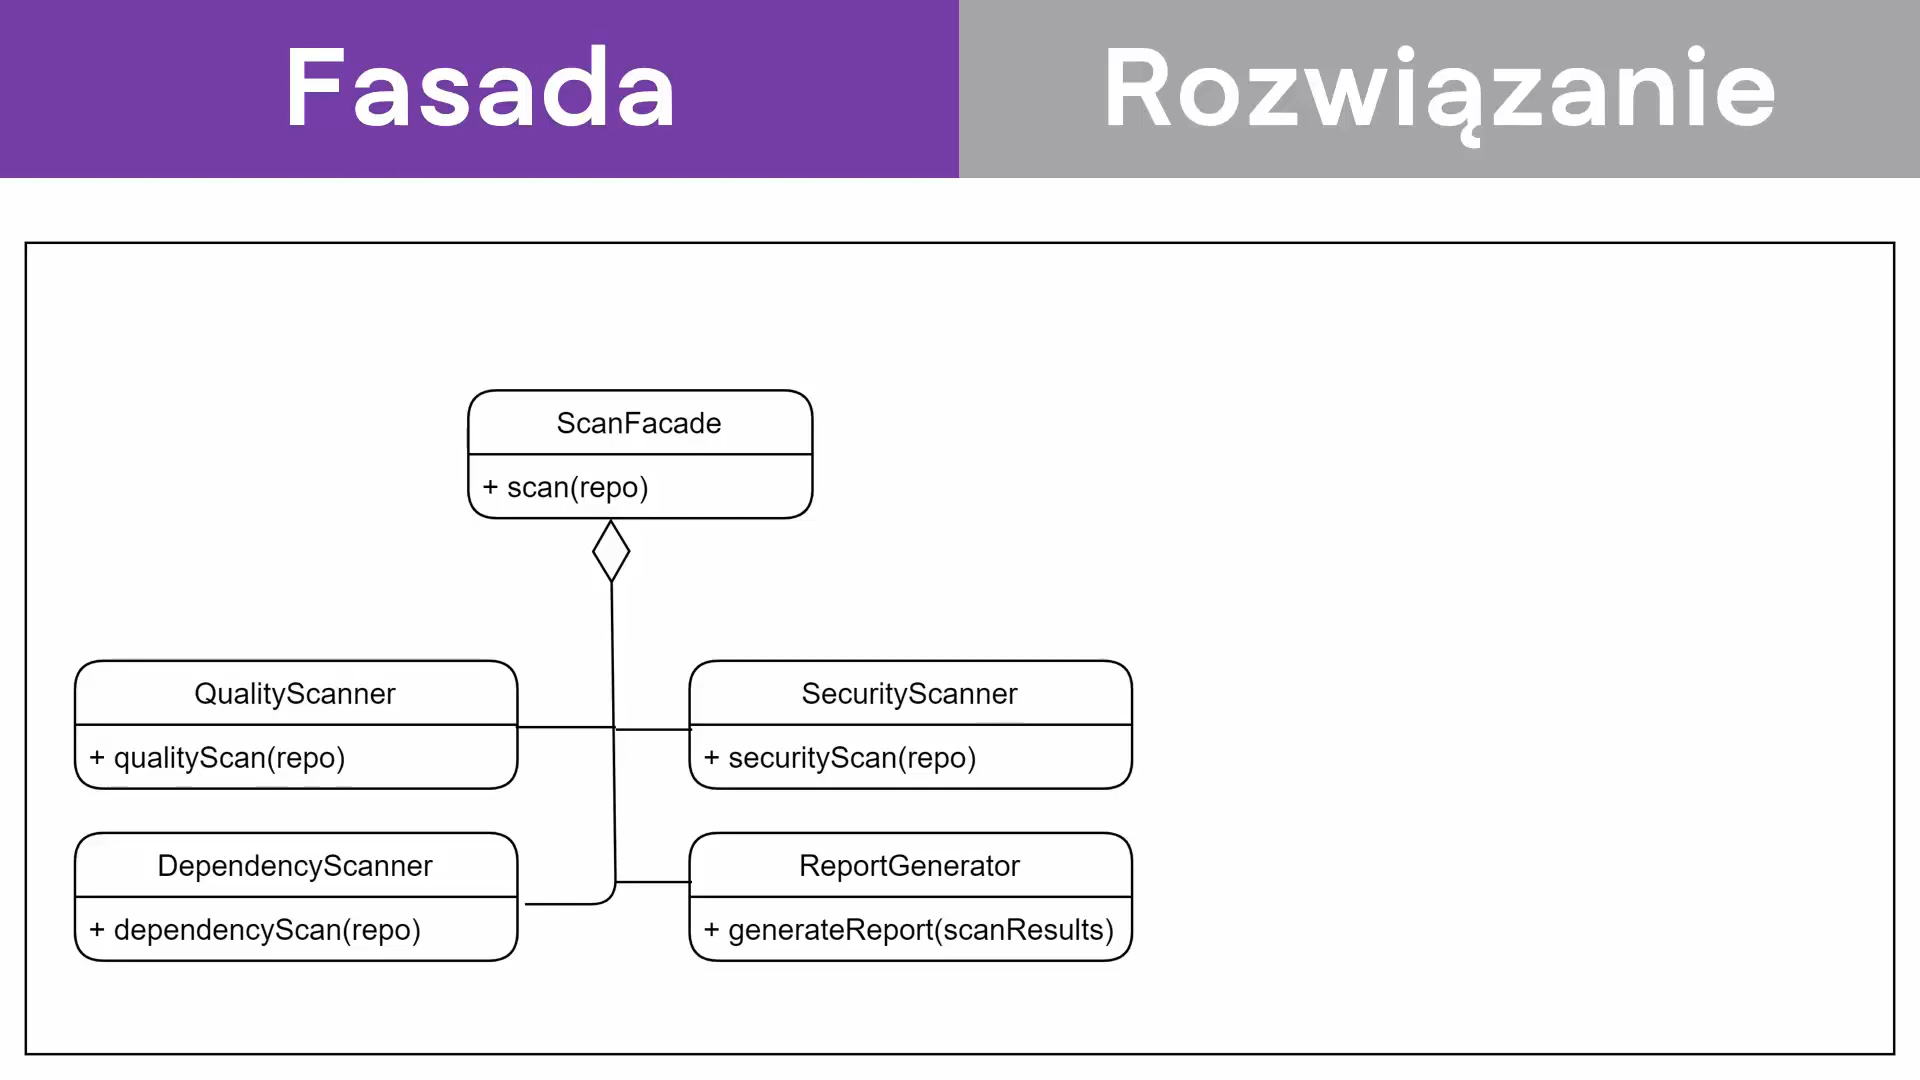 Fasada
Rozwiązanie
ScanFacade
+ scan(repo)
QualityScanner
+ qualityScan(repo)
SecurityScanner
+ securityScan(repo)
DependencyScanner
+ dependencyScan(repo)
ReportGenerator
+ generateReport(scanResults)